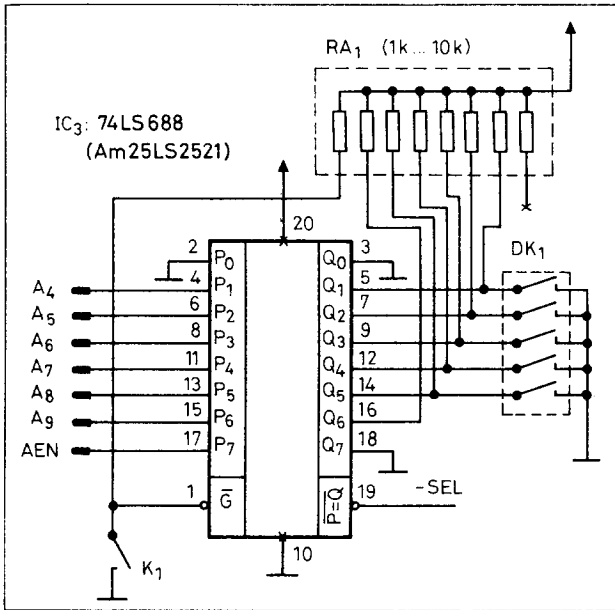 RA₁ (1k...10k)
IC₃: 74LS688
(Am25LS2521)
20
DK₁
2 P₀ Q₀ 3
A₄ 4 P₁ Q₁ 5
A₅ 6 P₂ Q₂ 7
A₆ 8 P₃ Q₃ 9
A₇ 11 P₄ Q₄ 12
A₈ 13 P₅ Q₅ 14
A₉ 15 P₆ Q₆ 16
AEN 17 P₇ Q₇ 18
1 G̅ P̅=̅Q̅ 19 -SEL
K₁
10